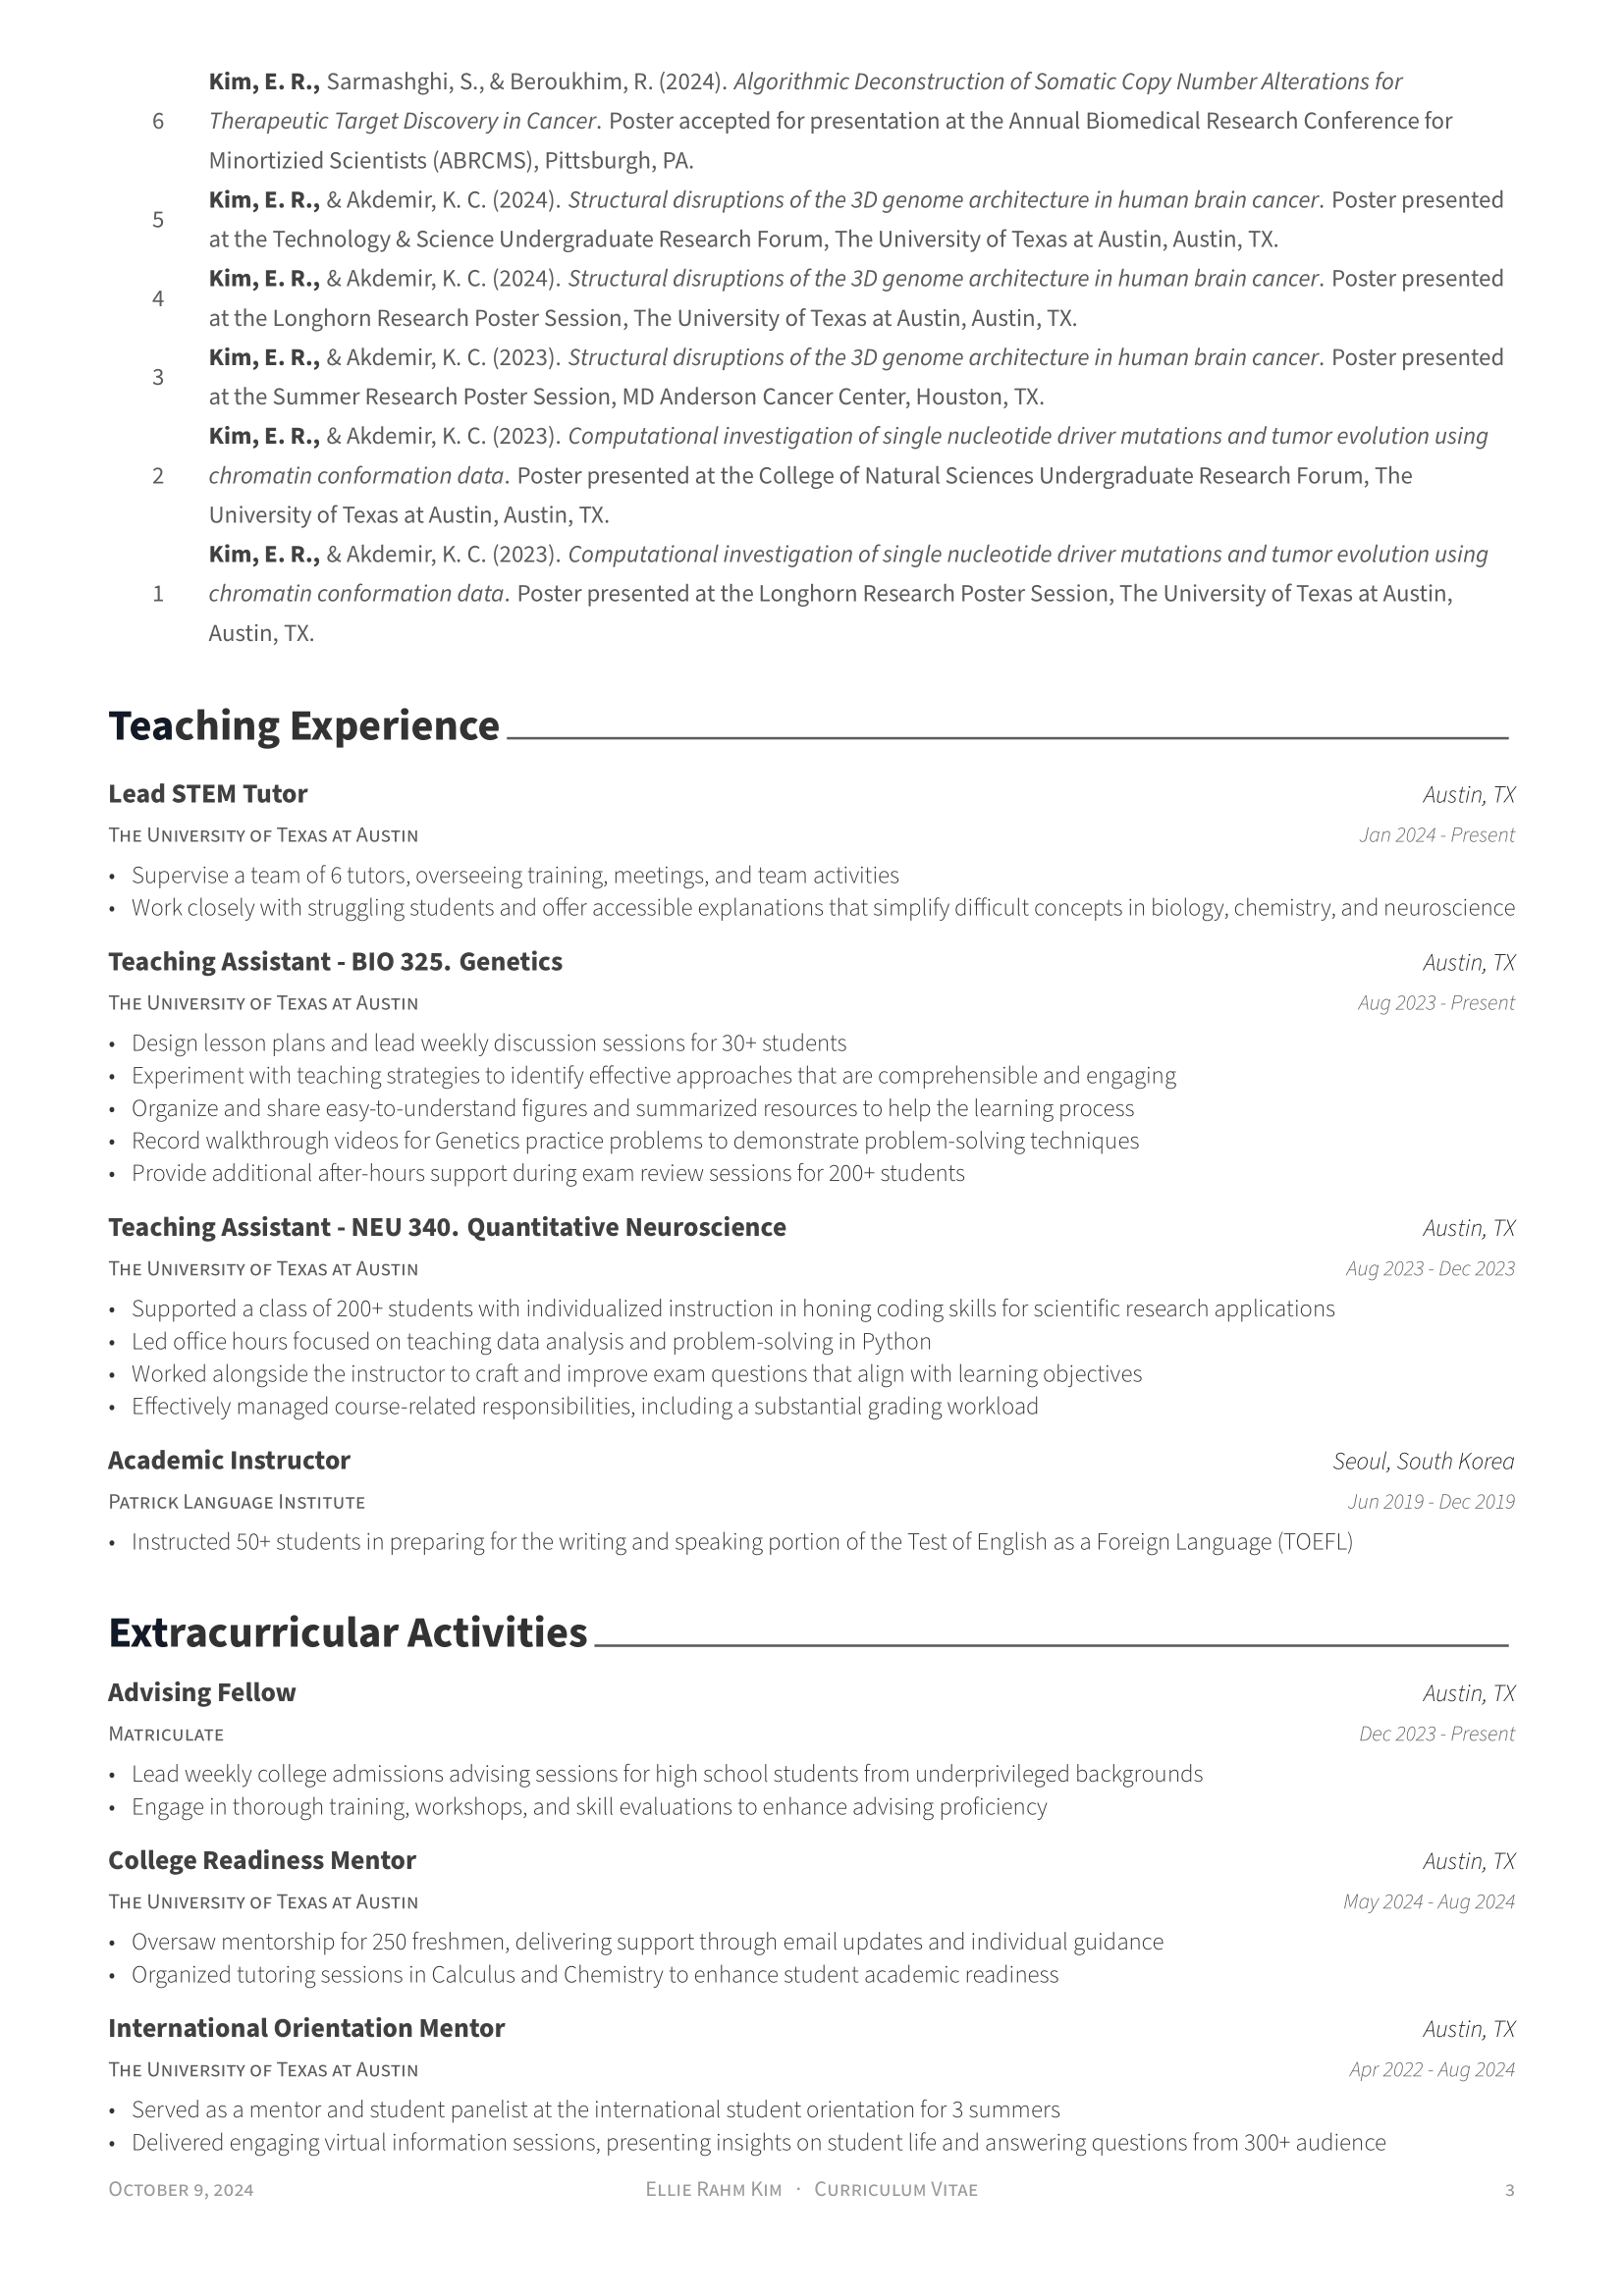 Kim, E. R., Sarmashghi, S., & Beroukhim, R. (2024). Algorithmic Deconstruction of Somatic Copy Number Alterations for
6 Therapeutic Target Discovery in Cancer. Poster accepted for presentation at the Annual Biomedical Research Conference for
Minortizied Scientists (ABRCMS), Pittsburgh, PA.
5 Kim, E. R., & Akdemir, K. C. (2024). Structural disruptions of the 3D genome architecture in human brain cancer. Poster presented
at the Technology & Science Undergraduate Research Forum, The University of Texas at Austin, Austin, TX.
4 Kim, E. R., & Akdemir, K. C. (2024). Structural disruptions of the 3D genome architecture in human brain cancer. Poster presented
at the Longhorn Research Poster Session, The University of Texas at Austin, Austin, TX.
3 Kim, E. R., & Akdemir, K. C. (2023). Structural disruptions of the 3D genome architecture in human brain cancer. Poster presented
at the Summer Research Poster Session, MD Anderson Cancer Center, Houston, TX.
Kim, E. R., & Akdemir, K. C. (2023). Computational investigation of single nucleotide driver mutations and tumor evolution using
2 chromatin conformation data. Poster presented at the College of Natural Sciences Undergraduate Research Forum, The
University of Texas at Austin, Austin, TX.
Kim, E. R., & Akdemir, K. C. (2023). Computational investigation of single nucleotide driver mutations and tumor evolution using
1 chromatin conformation data. Poster presented at the Longhorn Research Poster Session, The University of Texas at Austin,
Austin, TX.
Teaching Experience
Lead STEM Tutor Austin, TX
The University of Texas at Austin Jan 2024 - Present
• Supervise a team of 6 tutors, overseeing training, meetings, and team activities
• Work closely with struggling students and offer accessible explanations that simplify difficult concepts in biology, chemistry, and neuroscience
Teaching Assistant - BIO 325. Genetics Austin, TX
The University of Texas at Austin Aug 2023 - Present
• Design lesson plans and lead weekly discussion sessions for 30+ students
• Experiment with teaching strategies to identify effective approaches that are comprehensible and engaging
• Organize and share easy-to-understand figures and summarized resources to help the learning process
• Record walkthrough videos for Genetics practice problems to demonstrate problem-solving techniques
• Provide additional after-hours support during exam review sessions for 200+ students
Teaching Assistant - NEU 340. Quantitative Neuroscience Austin, TX
The University of Texas at Austin Aug 2023 - Dec 2023
• Supported a class of 200+ students with individualized instruction in honing coding skills for scientific research applications
• Led office hours focused on teaching data analysis and problem-solving in Python
• Worked alongside the instructor to craft and improve exam questions that align with learning objectives
• Effectively managed course-related responsibilities, including a substantial grading workload
Academic Instructor Seoul, South Korea
Patrick Language Institute Jun 2019 - Dec 2019
• Instructed 50+ students in preparing for the writing and speaking portion of the Test of English as a Foreign Language (TOEFL)
Extracurricular Activities
Advising Fellow Austin, TX
Matriculate Dec 2023 - Present
• Lead weekly college admissions advising sessions for high school students from underprivileged backgrounds
• Engage in thorough training, workshops, and skill evaluations to enhance advising proficiency
College Readiness Mentor Austin, TX
The University of Texas at Austin May 2024 - Aug 2024
• Oversaw mentorship for 250 freshmen, delivering support through email updates and individual guidance
• Organized tutoring sessions in Calculus and Chemistry to enhance student academic readiness
International Orientation Mentor Austin, TX
The University of Texas at Austin Apr 2022 - Aug 2024
• Served as a mentor and student panelist at the international student orientation for 3 summers
• Delivered engaging virtual information sessions, presenting insights on student life and answering questions from 300+ audience
October 9, 2024 Ellie Rahm Kim · Curriculum Vitae 3